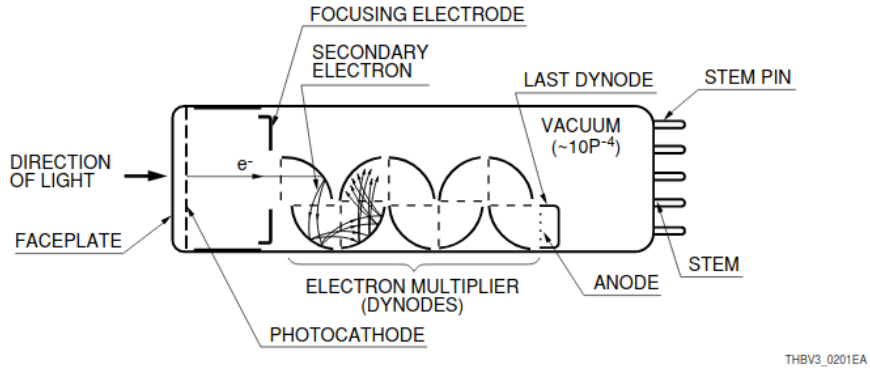 FOCUSING ELECTRODE
SECONDARY
ELECTRON
LAST DYNODE
STEM PIN
VACUUM
(~10P-4)
DIRECTION
OF LIGHT
e-
FACEPLATE
STEM
ANODE
ELECTRON MULTIPLIER
(DYNODES)
PHOTOCATHODE
THBV3_0201EA